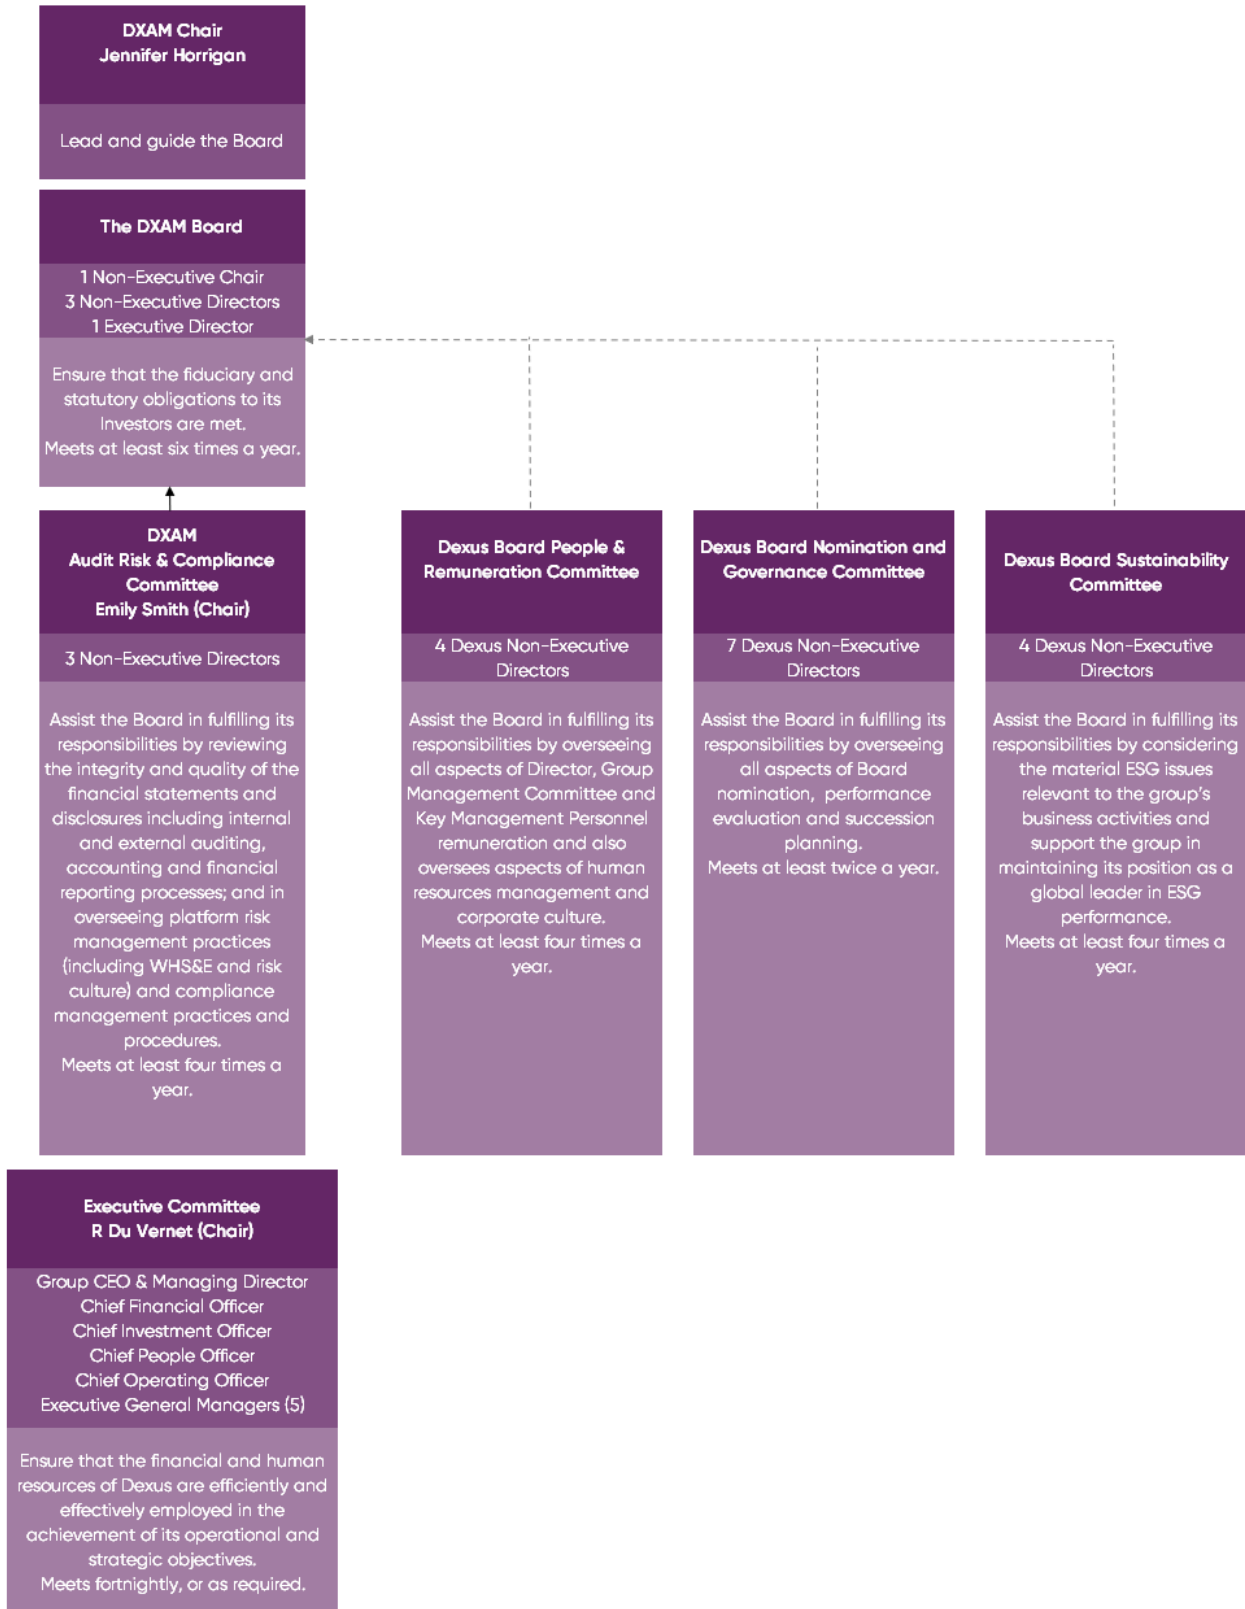 DXAM Chair
Jennifer Horrigan
Lead and guide the Board
The DXAM Board
1 Non-Executive Chair
3 Non-Executive Directors
1 Executive Director
Ensure that the fiduciary and
statutory obligations to its
Investors are met.
Meets at least six times a year.
DXAM
Audit Risk & Compliance
Committee
Emily Smith (Chair)
3 Non-Executive Directors
Assist the Board in fulfilling its
responsibilities by reviewing
the integrity and quality of the
financial statements and
disclosures including internal
and external auditing,
accounting and financial
reporting processes; and in
overseeing platform risk
management practices
(including WHS&E and risk
culture) and compliance
management practices and
procedures.
Meets at least four times a
year.
Dexus Board People &
Remuneration Committee
4 Dexus Non-Executive
Directors
Assist the Board in fulfilling its
responsibilities by overseeing
all aspects of Director, Group
Management Committee and
Key Management Personnel
remuneration and also
oversees aspects of human
resources management and
corporate culture.
Meets at least four times a
year.
Dexus Board Nomination and
Governance Committee
7 Dexus Non-Executive
Directors
Assist the Board in fulfilling its
responsibilities by overseeing
all aspects of Board
nomination, performance
evaluation and succession
planning.
Meets at least twice a year.
Dexus Board Sustainability
Committee
4 Dexus Non-Executive
Directors
Assist the Board in fulfilling its
responsibilities by considering
the material ESG issues
relevant to the group's
business activities and
support the group in
maintaining its position as a
global leader in ESG
performance.
Meets at least four times a
year.
Executive Committee
R Du Vernet (Chair)
Group CEO & Managing Director
Chief Financial Officer
Chief Investment Officer
Chief People Officer
Chief Operating Officer
Executive General Managers (5)
Ensure that the financial and human
resources of Dexus are efficiently and
effectively employed in the
achievement of its operational and
strategic objectives.
Meets fortnightly, or as required.